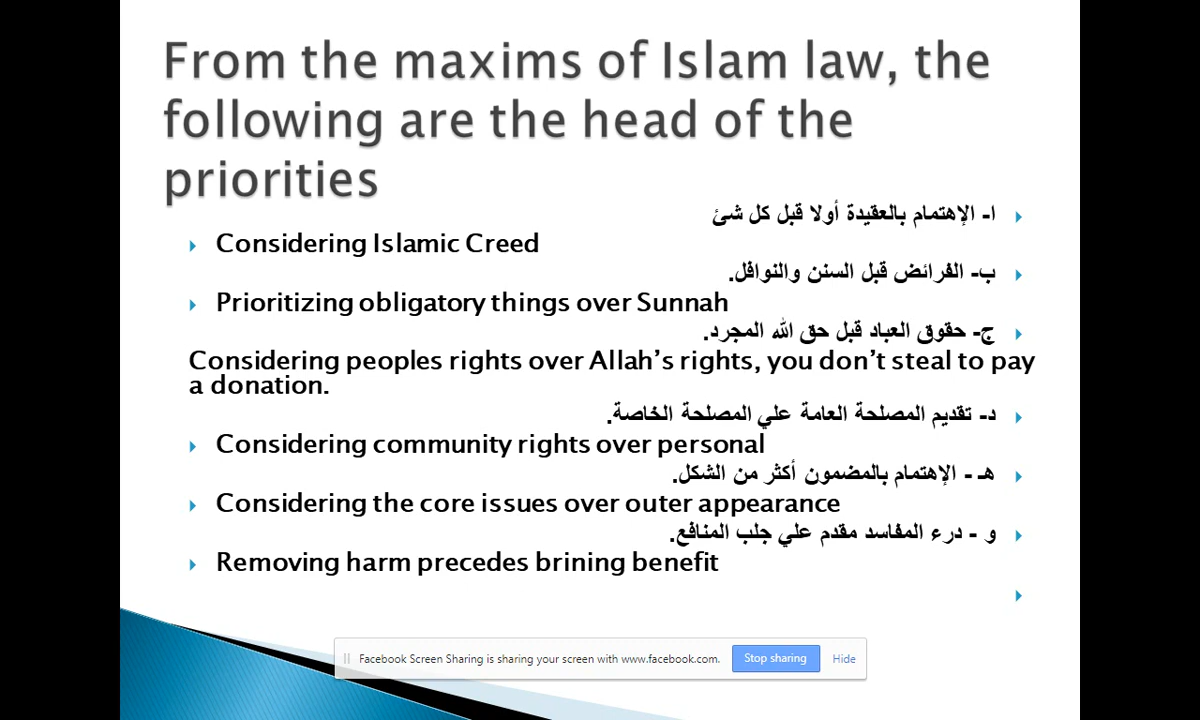 From the maxims of Islam law, the
following are the head of the
priorities
ا- الإهتمام بالعقيدة أولا قبل كل شئ
Considering Islamic Creed
ب- الفرائض قبل السنن والنوافل.
Prioritizing obligatory things over Sunnah
ج- حقوق العباد قبل حق الله المجرد.
Considering peoples rights over Allah's rights, you don't steal to pay
a donation.
د- تقديم المصلحة العامة علي المصلحة الخاصة.
Considering community rights over personal
هـ - الإهتمام بالمضمون أكثر من الشكل.
Considering the core issues over outer appearance
و - درء المفاسد مقدم علي جلب المنافع.
Removing harm precedes brining benefit
Facebook Screen Sharing is sharing your screen with www.facebook.com. Stop sharing Hide